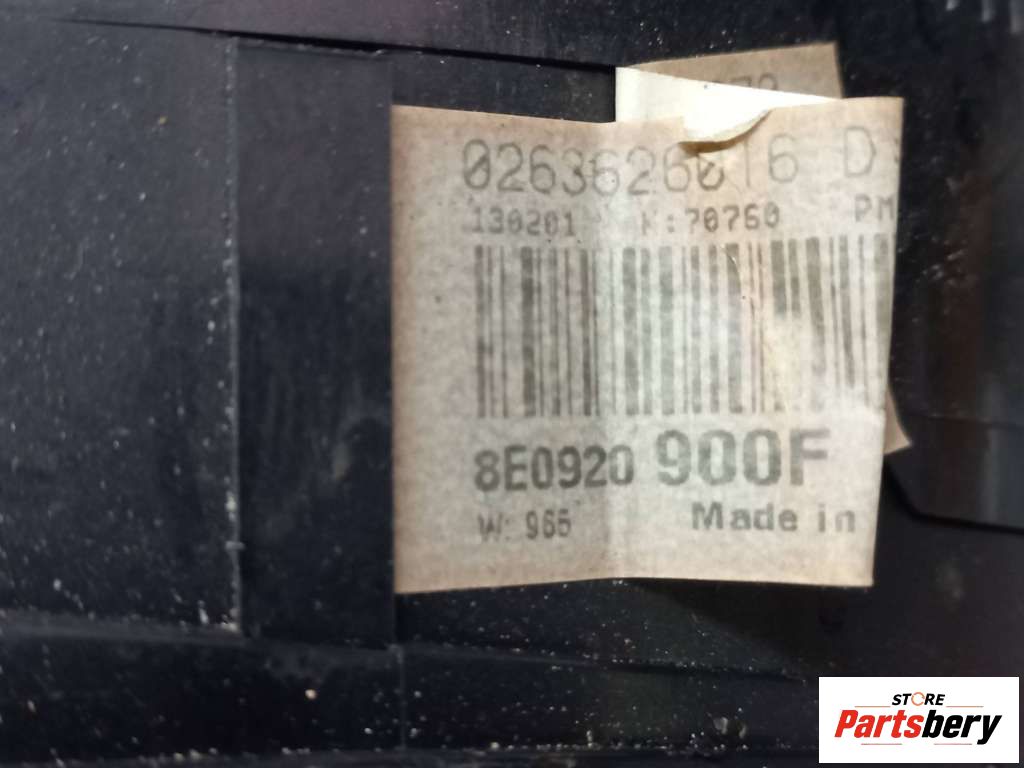 0263626016 D
130201 K:70760 PM
8E0920 900F
W: 965
Made in
STORE
Partsbery